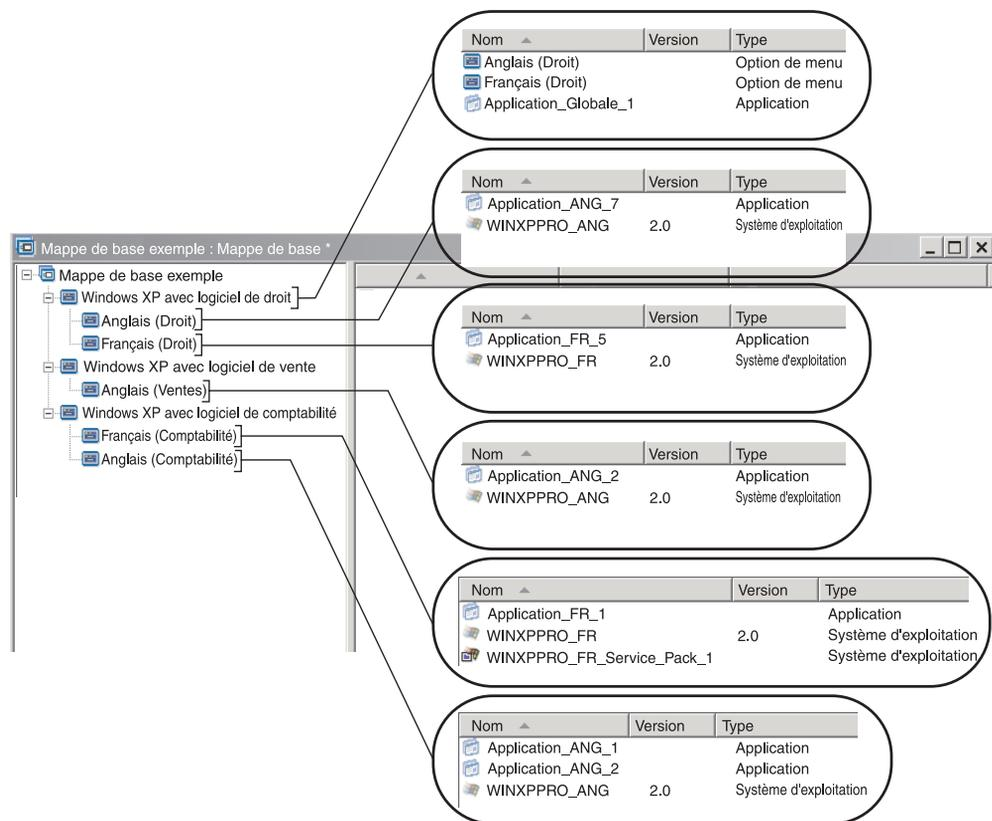 Nom Version Type
Anglais (Droit) Option de menu
Français (Droit) Option de menu
Application_Globale_1 Application
Nom Version Type
Application_ANG_7 Application
WINXPPRO_ANG 2.0 Système d'exploitation
Mappe de base exemple : Mappe de base *
Mappe de base exemple
Windows XP avec logiciel de droit
Anglais (Droit)
Français (Droit)
Windows XP avec logiciel de vente
Anglais (Ventes)
Windows XP avec logiciel de comptabilité
Français (Comptabilité)
Anglais (Comptabilité)
Nom Version Type
Application_FR_5 Application
WINXPPRO_FR 2.0 Système d'exploitation
Nom Version Type
Application_ANG_2 Application
WINXPPRO_ANG 2.0 Système d'exploitation
Nom Version Type
Application_FR_1 Application
WINXPPRO_FR 2.0 Système d'exploitation
WINXPPRO_FR_Service_Pack_1 Système d'exploitation
Nom Version Type
Application_ANG_1 Application
Application_ANG_2 Application
WINXPPRO_ANG 2.0 Système d'exploitation